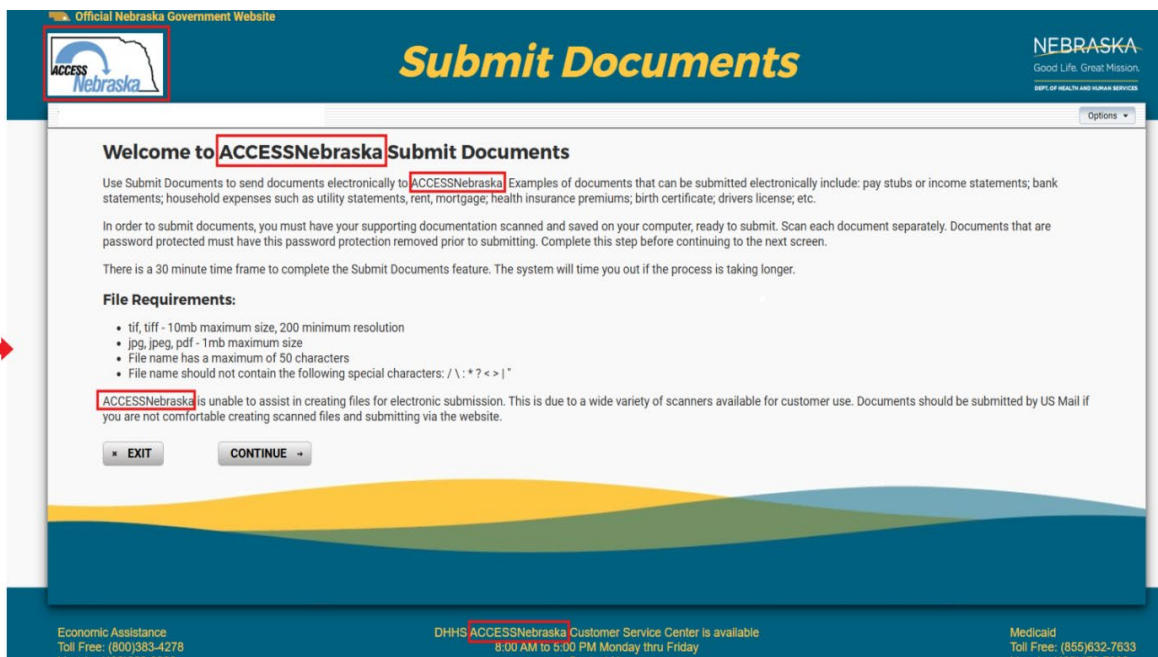 Official Nebraska Government Website
ACCESS
Nebraska
Submit Documents
NEBRASKA
Good Life. Great Mission.
DEPT. OF HEALTH AND HUMAN SERVICES
Options
Welcome to ACCESSNebraska Submit Documents
Use Submit Documents to send documents electronically to ACCESSNebraska. Examples of documents that can be submitted electronically include: pay stubs or income statements; bank
statements; household expenses such as utility statements, rent, mortgage; health insurance premiums; birth certificate; drivers license; etc.
In order to submit documents, you must have your supporting documentation scanned and saved on your computer, ready to submit. Scan each document separately. Documents that are
password protected must have this password protection removed prior to submitting. Complete this step before continuing to the next screen.
There is a 30 minute time frame to complete the Submit Documents feature. The system will time you out if the process is taking longer.
File Requirements:
• tif, tiff - 10mb maximum size, 200 minimum resolution
• jpg, jpeg, pdf - 1mb maximum size
• File name has a maximum of 50 characters
• File name should not contain the following special characters: / \ : * ? < > | "
ACCESSNebraska is unable to assist in creating files for electronic submission. This is due to a wide variety of scanners available for customer use. Documents should be submitted by US Mail if
you are not comfortable creating scanned files and submitting via the website.
× EXIT
CONTINUE →
Economic Assistance
Toll Free: (800)383-4278
DHHS ACCESSNebraska Customer Service Center is available
8:00 AM to 5:00 PM Monday thru Friday
Medicaid
Toll Free: (855)632-7633